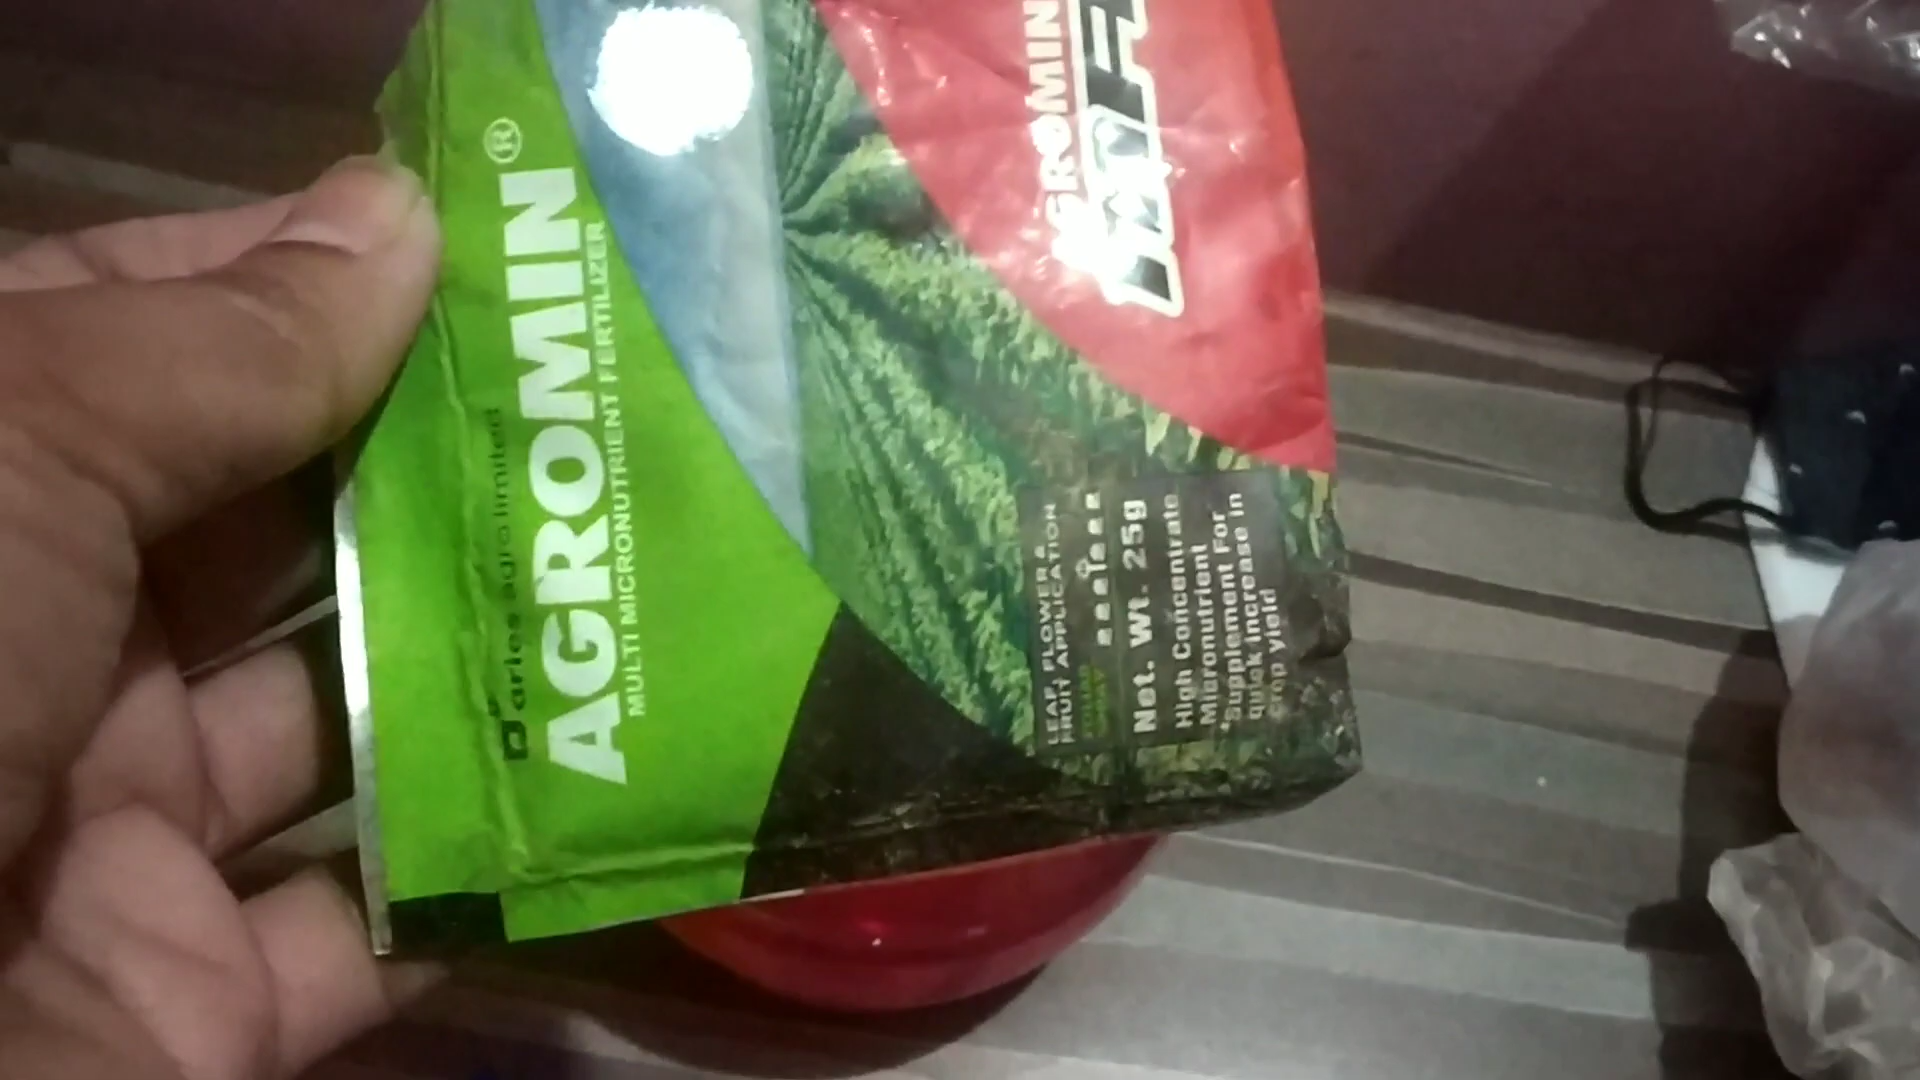 aries agro limited
AGROMIN®
MULTI MICRONUTRIENT FERTILIZER
AGROMIN
LEAF, FLOWER &
FRUIT APPLICATION
Net. Wt. 25g
High Concentrate
Micronutrient
*Supplement For
quick increase in
crop yield